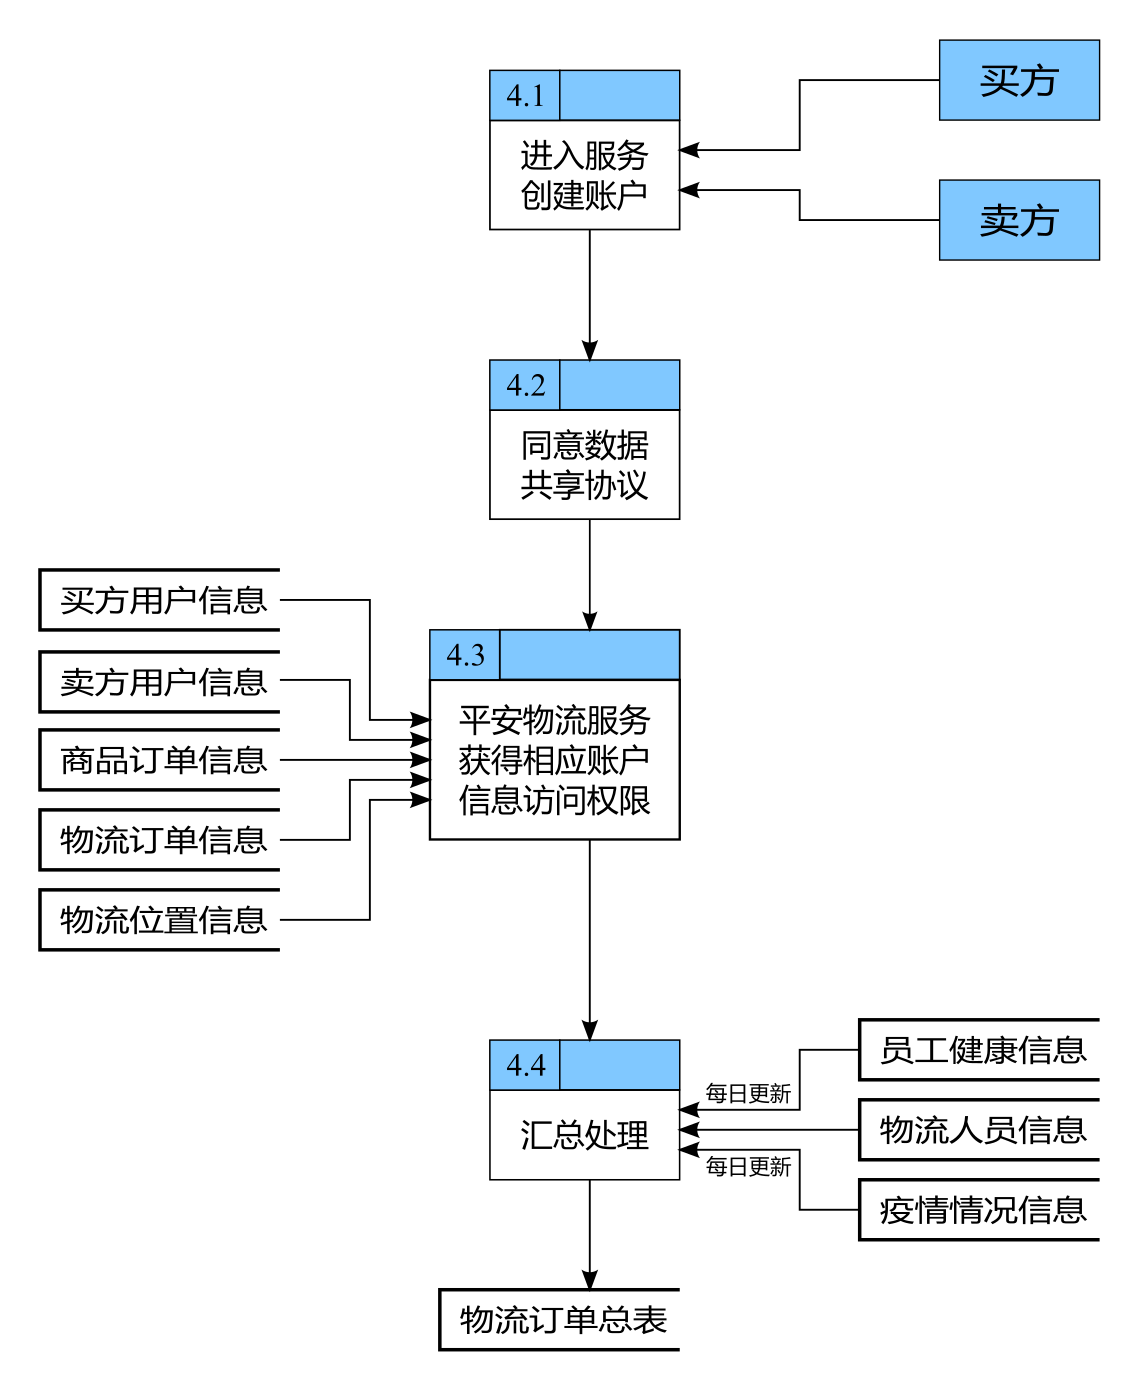 买方
4.1
进入服务
创建账户
卖方
4.2
同意数据
共享协议
买方用户信息
卖方用户信息
商品订单信息
物流订单信息
物流位置信息
4.3
平安物流服务
获得相应账户
信息访问权限
4.4
汇总处理
每日更新
每日更新
员工健康信息
物流人员信息
疫情情况信息
物流订单总表